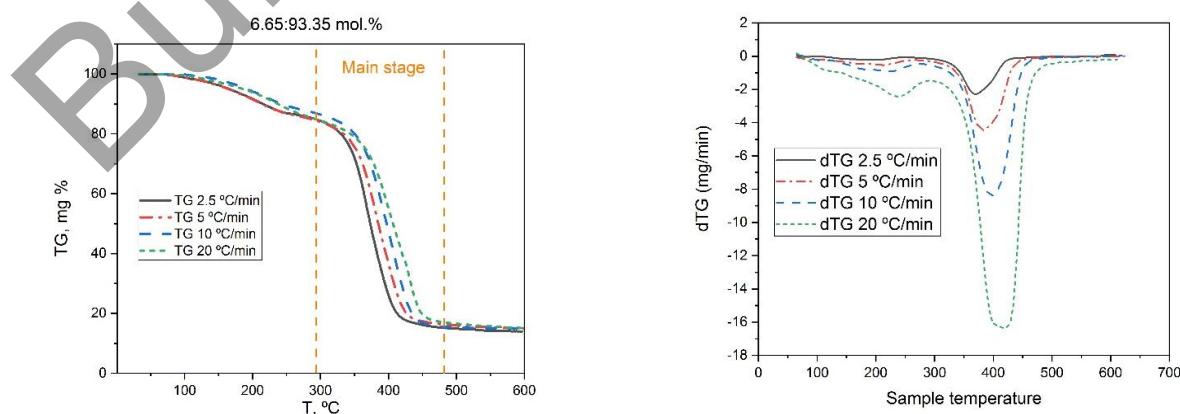 Bu
6.65:93.35 mol.%
Main stage
100
80
60
40
20
0
TG, mg %
TG 2.5 ºC/min
TG 5 ºC/min
TG 10 ºC/min
TG 20 ºC/min
0 100 200 300 400 500 600
T, ºC
2
0
-2
-4
-6
-8
-10
-12
-14
-16
-18
dTG (mg/min)
dTG 2.5 ºC/min
dTG 5 ºC/min
dTG 10 ºC/min
dTG 20 ºC/min
0 100 200 300 400 500 600 700
Sample temperature